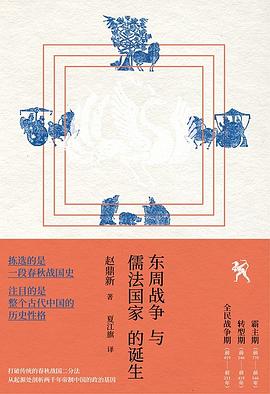 东周战争与
儒法国家的诞生
赵鼎新 著
夏江旗 译
霸主期
转型期
全民战争期
拣选的是
一段春秋战国史
注目的是
整个古代中国的
历史性格
打破传统的春秋战国二分法
从起源处剖析两千年帝制中国的政治基因